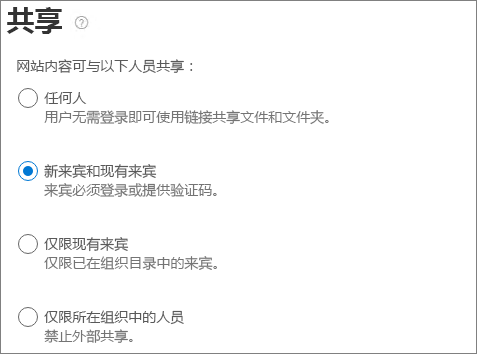 共享
网站内容可与以下人员共享：
任何人
用户无需登录即可使用链接共享文件和文件夹。
新来宾和现有来宾
来宾必须登录或提供验证码。
仅限现有来宾
仅限已在组织目录中的来宾。
仅限所在组织中的人员
禁止外部共享。